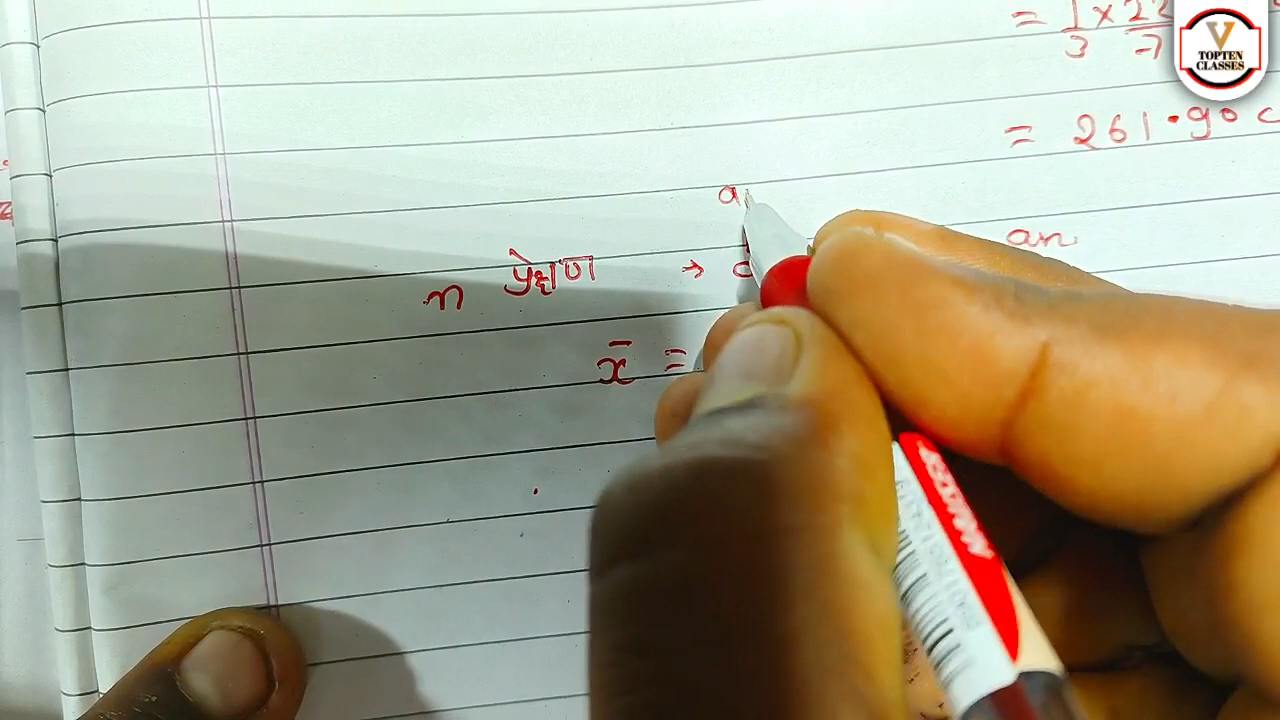 = 1/3 × 22/7
= 261.90 c
TOPTEN
CLASSES
a
an
n प्रेक्षण →
x̄ =